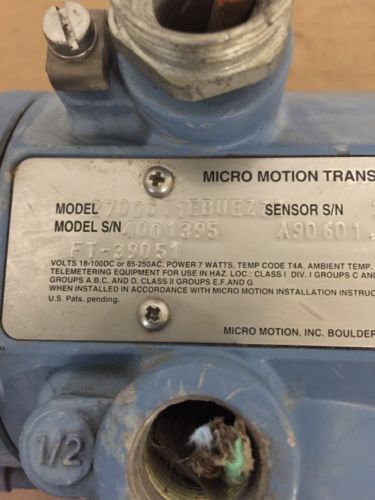 MICRO MOTION TRANS
MODEL SENSOR S/N
MODEL S/N A001395 A9D601
FT-39051
VOLTS 18-100DC or 85-250AC, POWER 7 WATTS, TEMP CODE T4A, AMBIENT TEMP.
TELEMETERING EQUIPMENT FOR USE IN HAZ. LOC.: CLASS I DIV. I GROUPS C AND
GROUPS A,B,C, AND D, CLASS II GROUPS E,F,AND G
WHEN INSTALLED IN ACCORDANCE WITH MICRO MOTION INSTALLATION INSTRUC
U.S. Pats. pending.
MICRO MOTION, INC. BOULDER
1/2